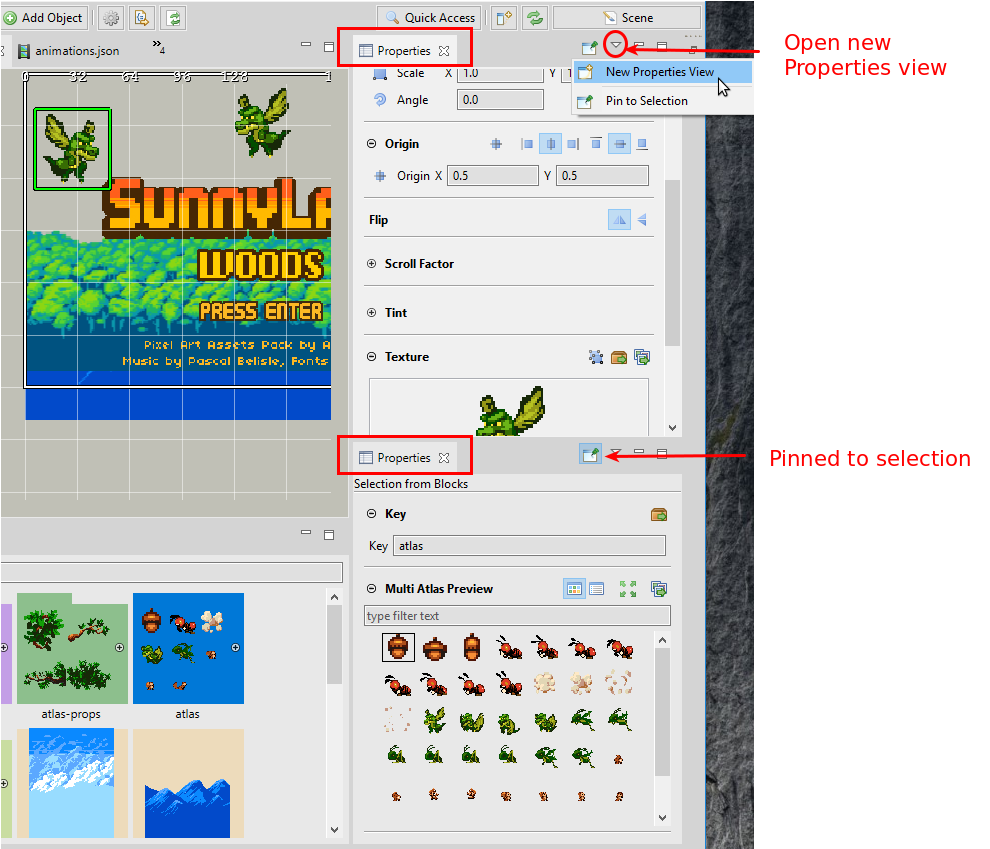 Add Object
Quick Access
Scene
animations.json
»4
Properties
Open new
Properties view
0 32 64 96 128 1
Scale X 1.0 Y 1
New Properties View
Angle 0.0
Pin to Selection
Origin
Origin X 0.5 Y 0.5
SUNNYLA
Flip
WOODS
Scroll Factor
PRESS ENTER
Tint
Pixel Art Assets Pack by A
Music by Pascal Belisle, Fonts
Texture
Properties
Pinned to selection
Selection from Blocks
Key
Key atlas
Multi Atlas Preview
type filter text
atlas-props
atlas